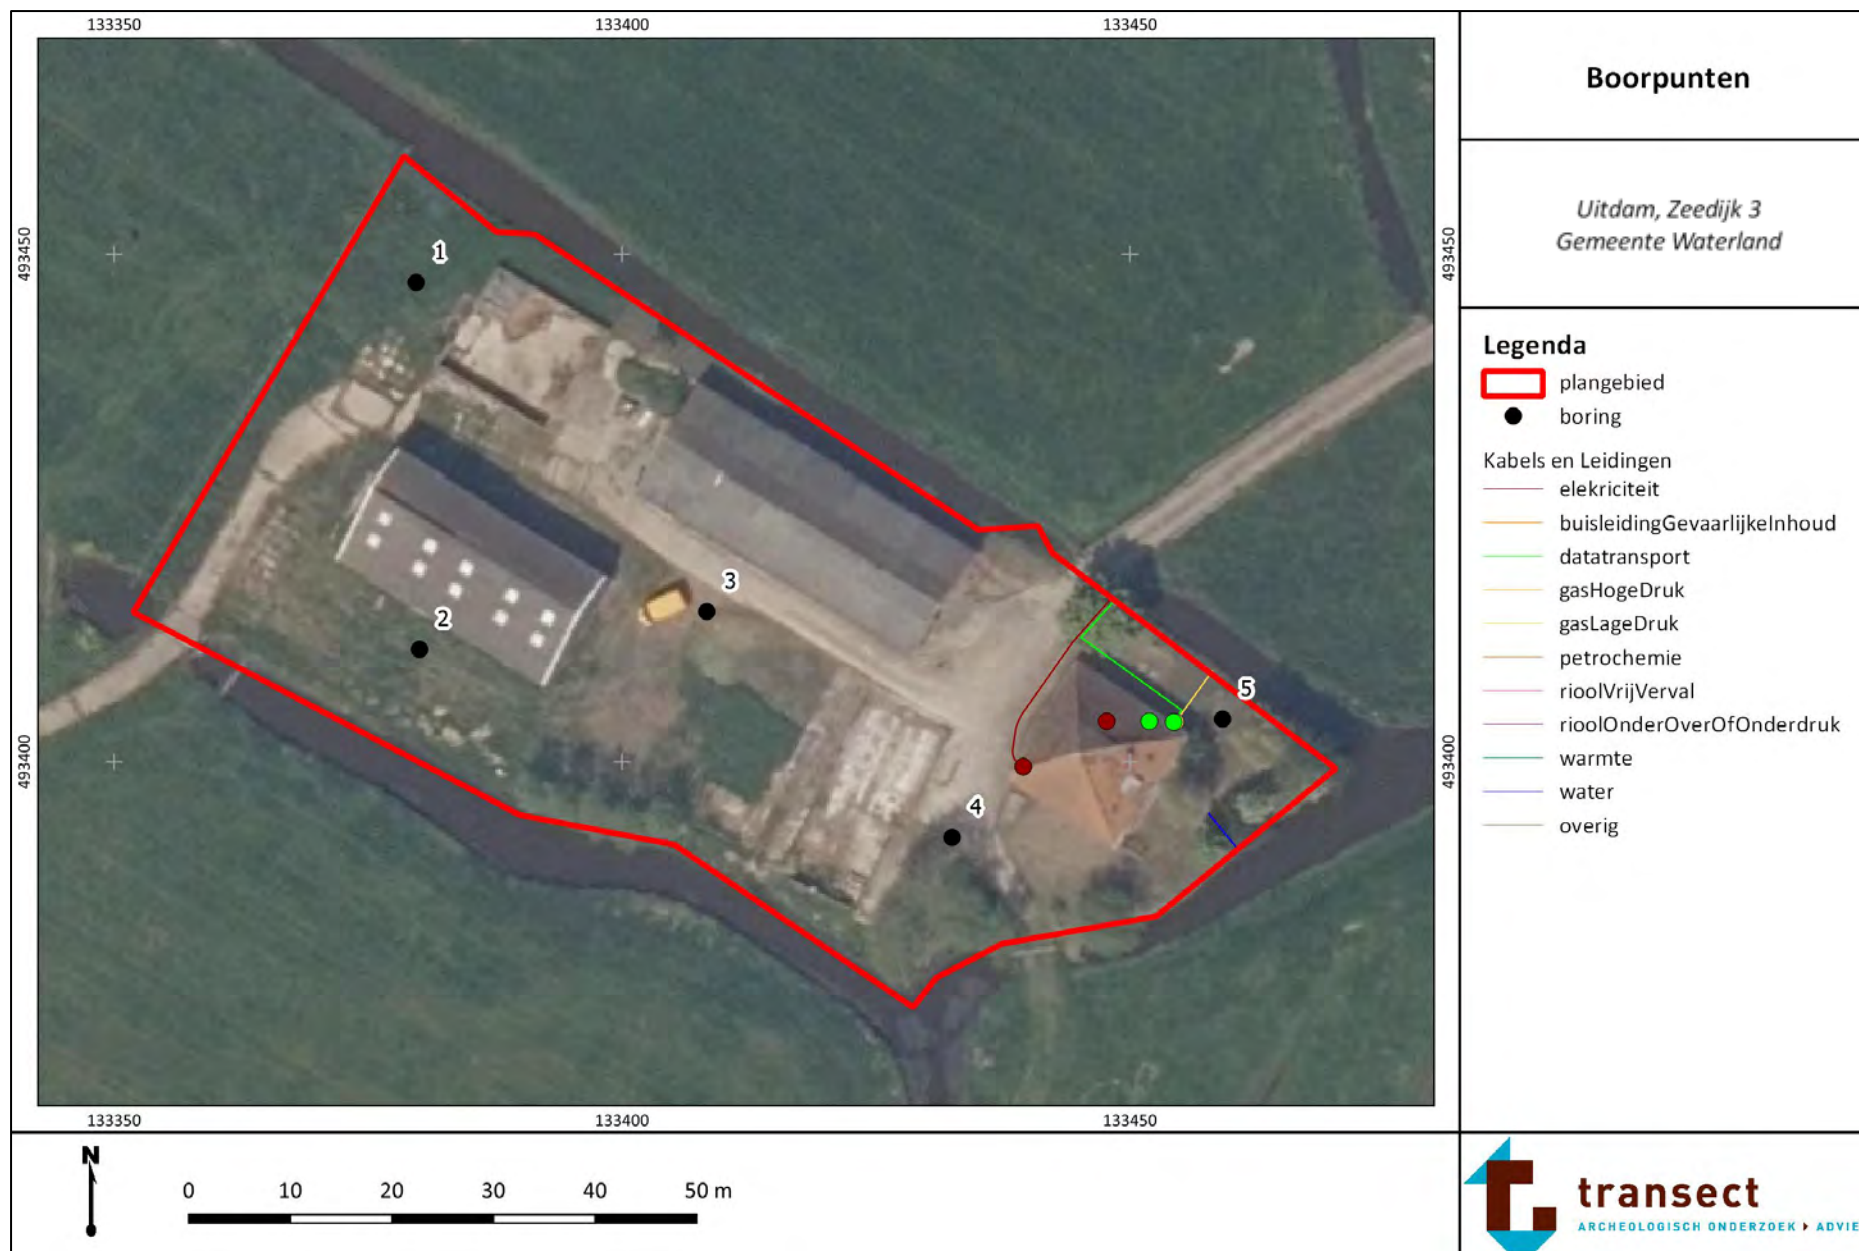 133350 133400 133450
Boorpunten
Uitdam, Zeedijk 3
Gemeente Waterland
493450
493450
1
2
3
4
5
493400
493400
Legenda
plangebied
boring
Kabels en Leidingen
elekriciteit
buisleidingGevaarlijkeInhoud
datatransport
gasHogeDruk
gasLageDruk
petrochemie
rioolVrijVerval
rioolOnderOverOfOnderdruk
warmte
water
overig
133350 133400 133450
N
0 10 20 30 40 50 m
transect
ARCHEOLOGISCH ONDERZOEK ADVIE